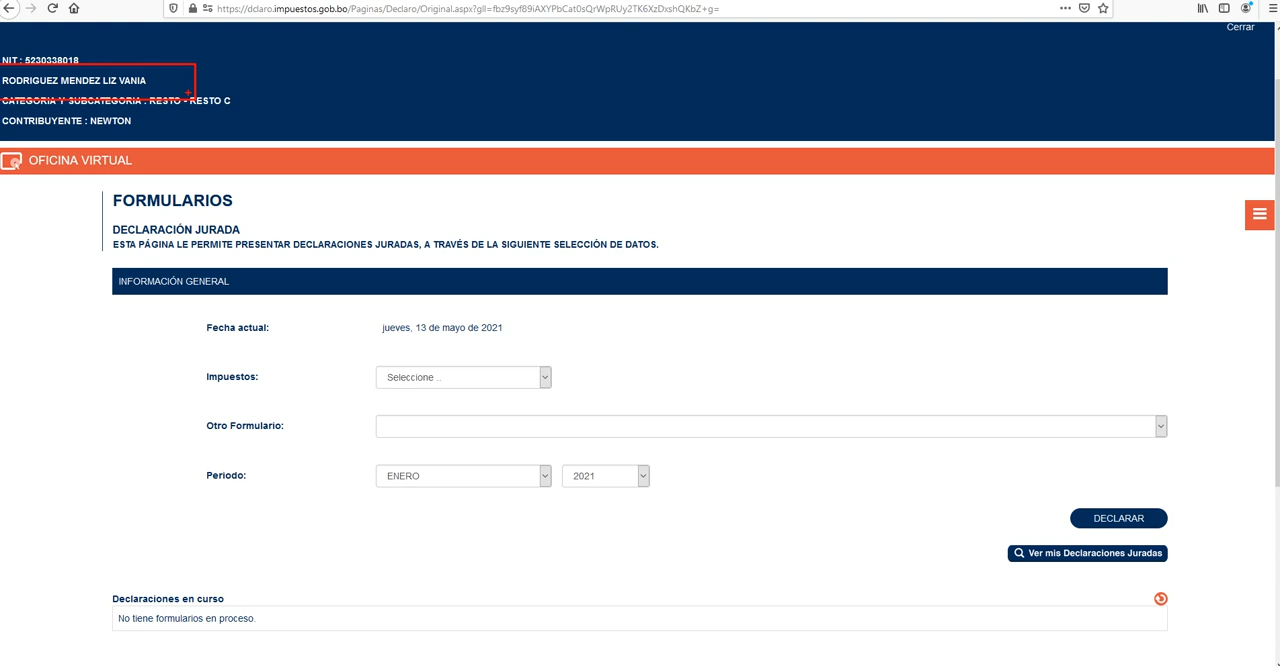 https://ddclaro.impuestos.gob.bo/Paginas/Declaro/Original.aspx?gll=fbz9syf89iAXYPbCat0sQrWpRUy2TK6XzDxshQKbZ+g=
Cerrar
NIT : 5230338018
RODRIGUEZ MENDEZ LIZ VANIA
CATEGORIA Y SUBCATEGORIA : RESTO - RESTO C
CONTRIBUYENTE : NEWTON
OFICINA VIRTUAL
FORMULARIOS
DECLARACIÓN JURADA
ESTA PÁGINA LE PERMITE PRESENTAR DECLARACIONES JURADAS, A TRAVÉS DE LA SIGUIENTE SELECCIÓN DE DATOS.
INFORMACIÓN GENERAL
Fecha actual: jueves, 13 de mayo de 2021
Impuestos: Seleccione ..
Otro Formulario:
Periodo: ENERO 2021
DECLARAR
Ver mis Declaraciones Juradas
Declaraciones en curso
No tiene formularios en proceso.